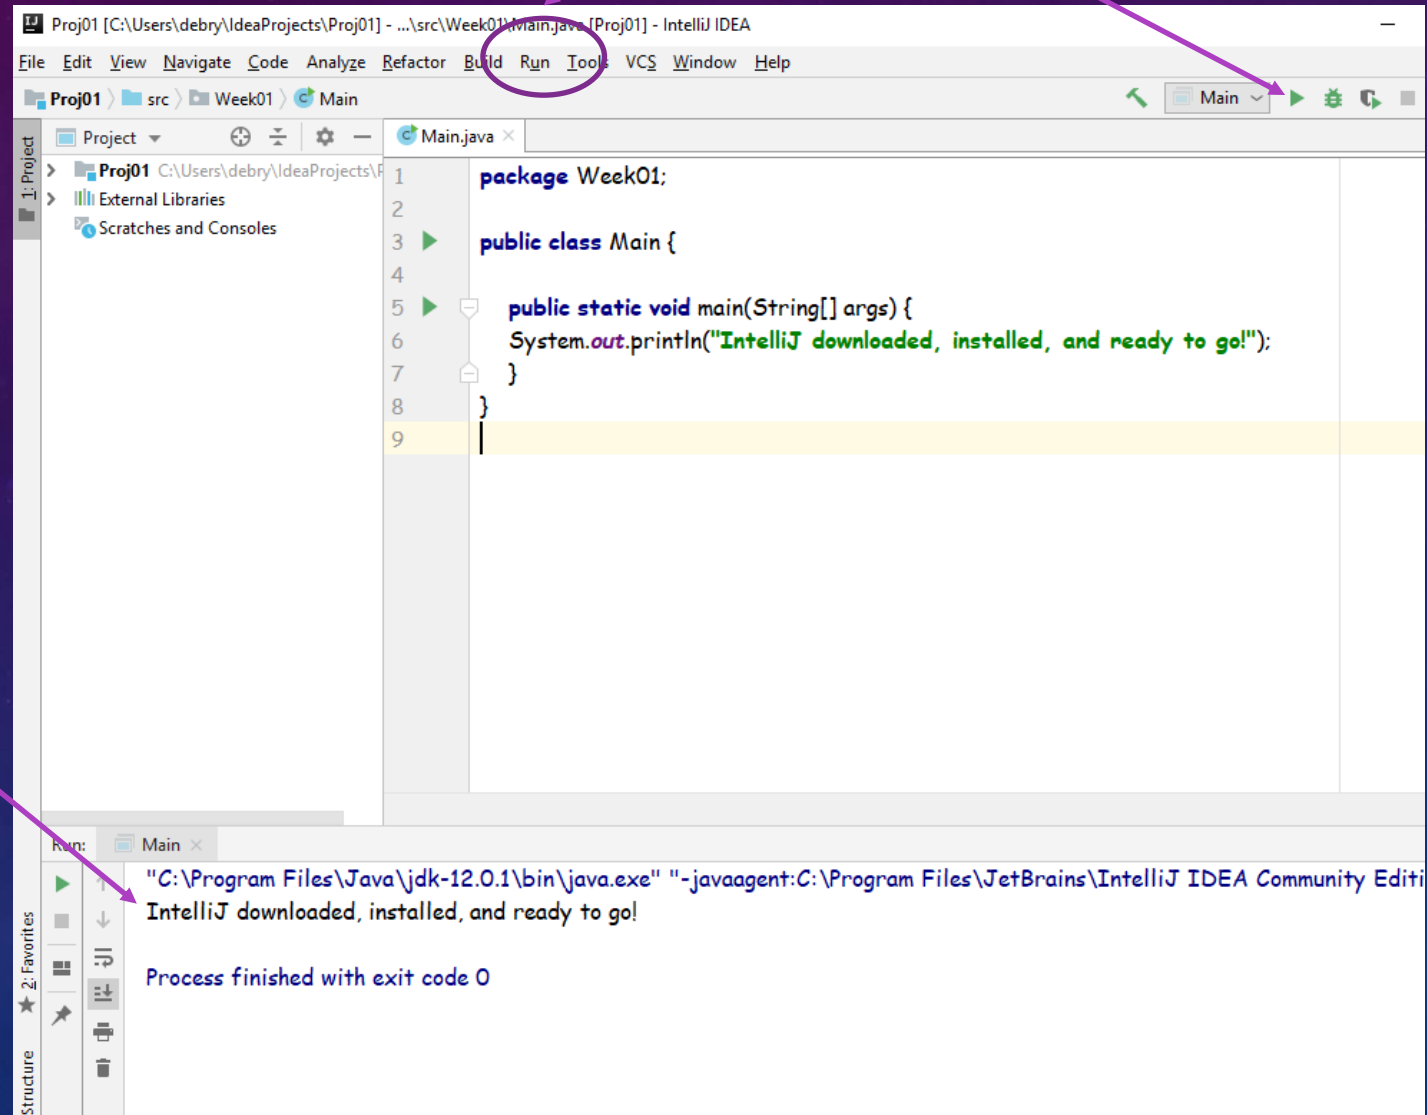 Proj01 [C:\Users\debry\IdeaProjects\Proj01] - ...\src\Week01\Main.java [Proj01] - IntelliJ IDEA
File Edit View Navigate Code Analyze Refactor Build Run Tools VCS Window Help
Proj01 src Week01 Main
Main
1: Project
Project
Main.java
Proj01 C:\Users\debry\IdeaProjects\P
External Libraries
Scratches and Consoles
1 package Week01;
2
3 public class Main {
4
5 public static void main(String[] args) {
6 System.out.println("IntelliJ downloaded, installed, and ready to go!");
7 }
8 }
9
Run: Main
"C:\Program Files\Java\jdk-12.0.1\bin\java.exe" "-javaagent:C:\Program Files\JetBrains\IntelliJ IDEA Community Editi
IntelliJ downloaded, installed, and ready to go!
Process finished with exit code 0
2: Favorites
Structure